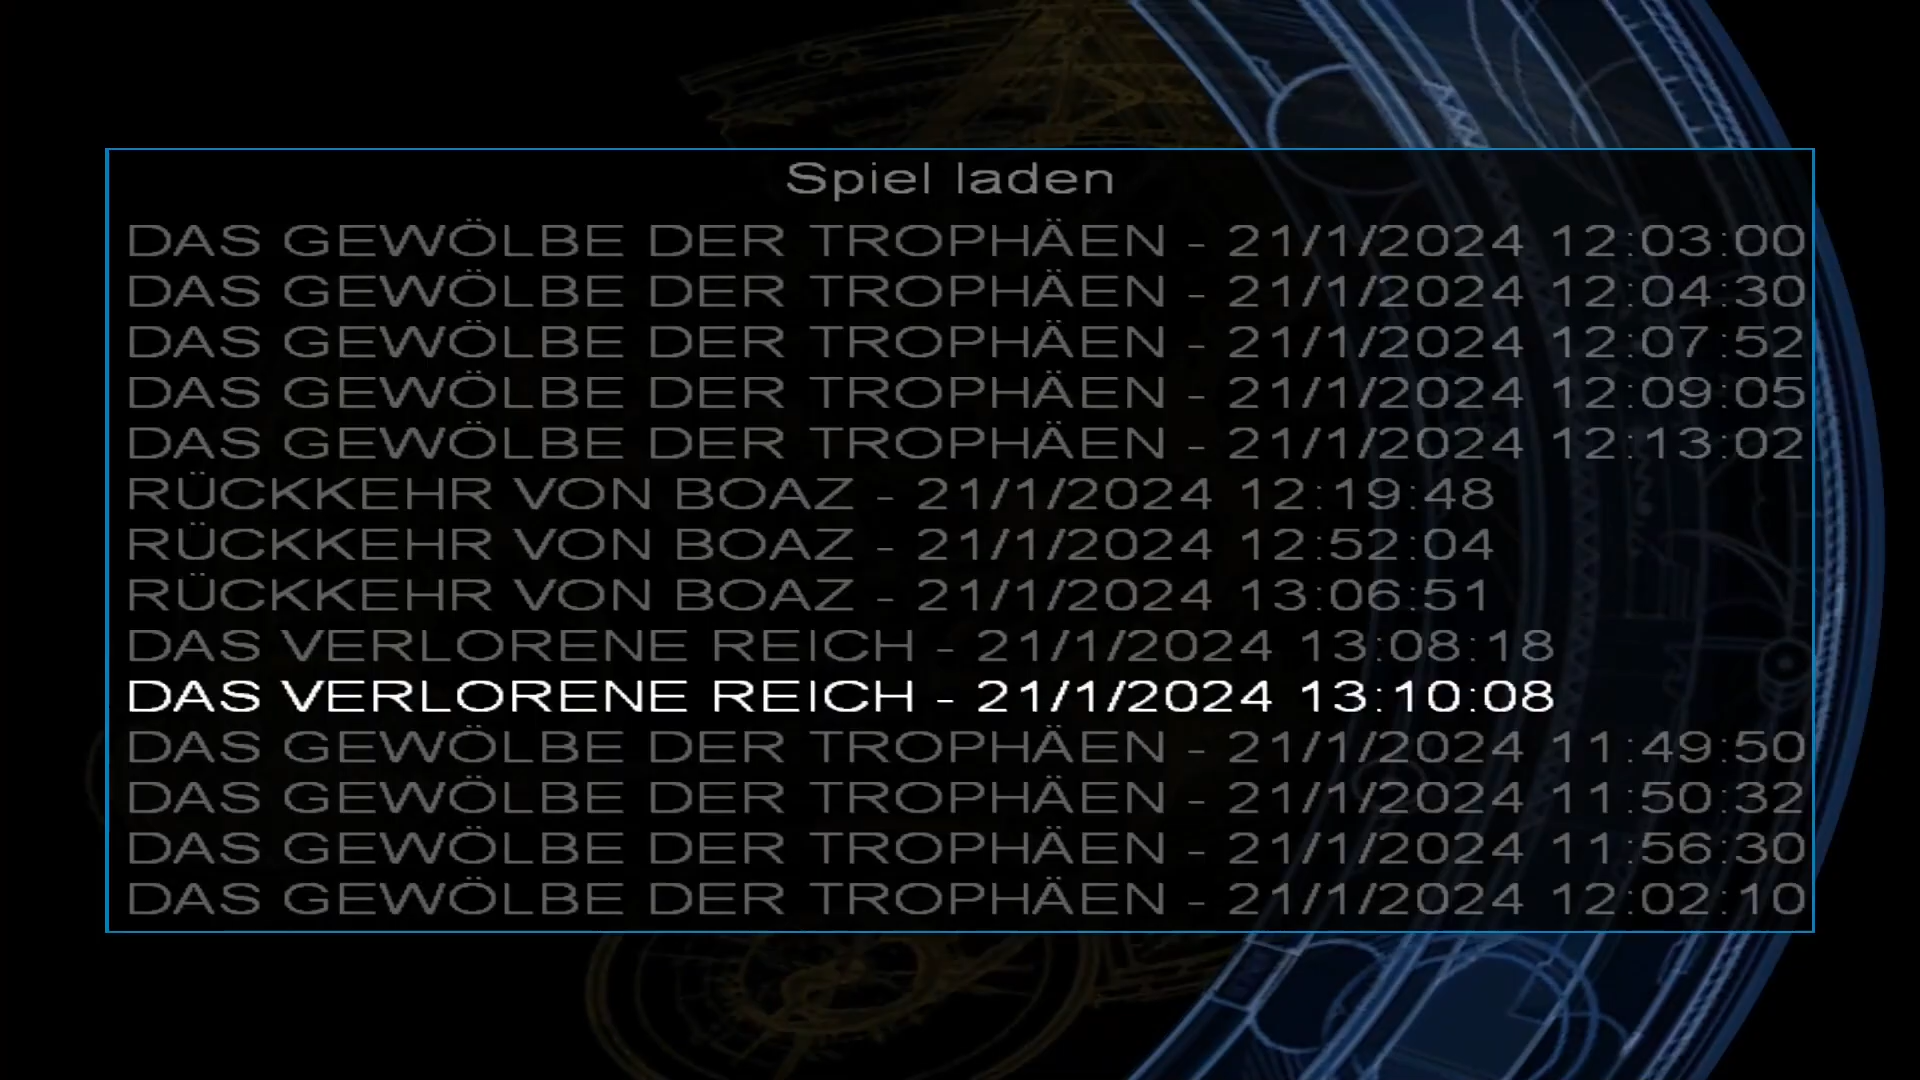 Spiel laden
DAS GEWÖLBE DER TROPHÄEN - 21/1/2024 12:03:00
DAS GEWÖLBE DER TROPHÄEN - 21/1/2024 12:04:30
DAS GEWÖLBE DER TROPHÄEN - 21/1/2024 12:07:52
DAS GEWÖLBE DER TROPHÄEN - 21/1/2024 12:09:05
DAS GEWÖLBE DER TROPHÄEN - 21/1/2024 12:13:02
RÜCKKEHR VON BOAZ - 21/1/2024 12:19:48
RÜCKKEHR VON BOAZ - 21/1/2024 12:52:04
RÜCKKEHR VON BOAZ - 21/1/2024 13:06:51
DAS VERLORENE REICH - 21/1/2024 13:08:18
DAS VERLORENE REICH - 21/1/2024 13:10:08
DAS GEWÖLBE DER TROPHÄEN - 21/1/2024 11:49:50
DAS GEWÖLBE DER TROPHÄEN - 21/1/2024 11:50:32
DAS GEWÖLBE DER TROPHÄEN - 21/1/2024 11:56:30
DAS GEWÖLBE DER TROPHÄEN - 21/1/2024 12:02:10